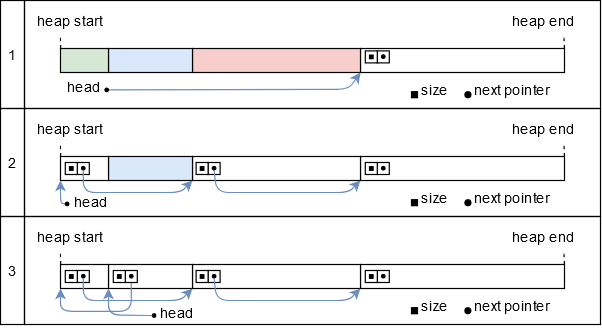 heap start heap end
1
head
size next pointer
heap start heap end
2
head
size next pointer
heap start heap end
3
head
size next pointer